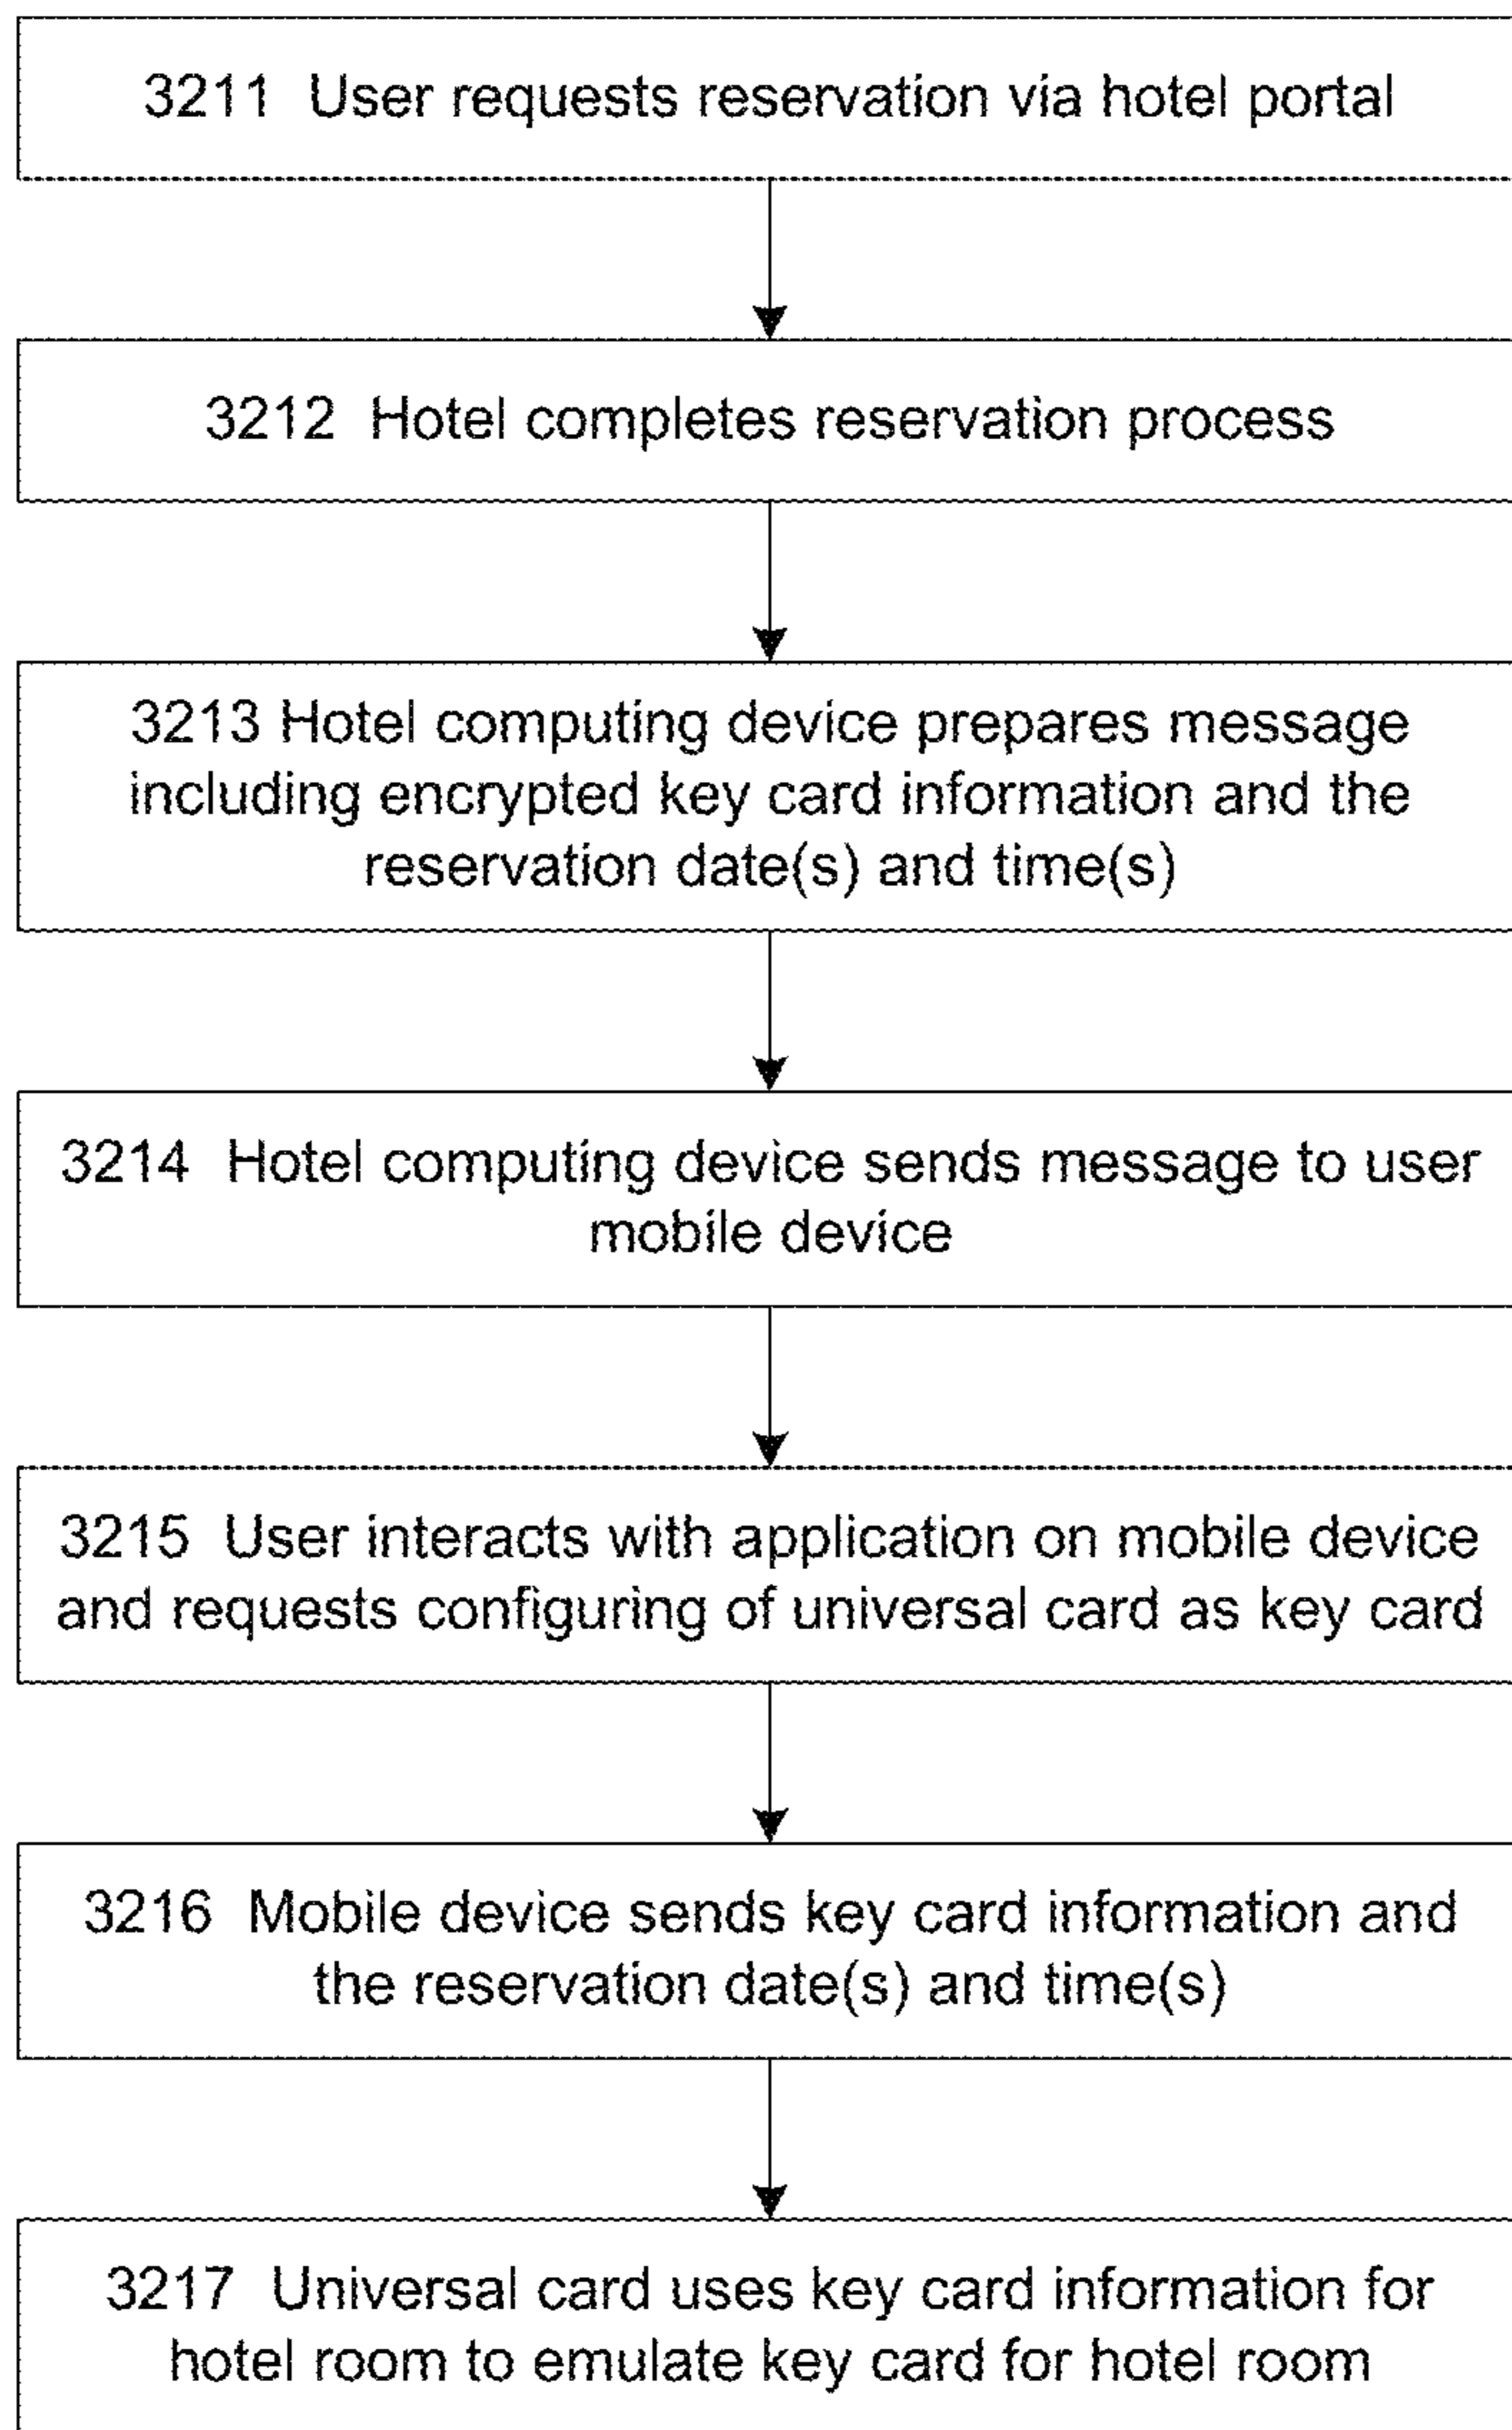 3211 User requests reservation via hotel portal
3212 Hotel completes reservation process
3213 Hotel computing device prepares message
including encrypted key card information and the
reservation date(s) and time(s)
3214 Hotel computing device sends message to user
mobile device
3215 User interacts with application on mobile device
and requests configuring of universal card as key card
3216 Mobile device sends key card information and
the reservation date(s) and time(s)
3217 Universal card uses key card information for
hotel room to emulate key card for hotel room